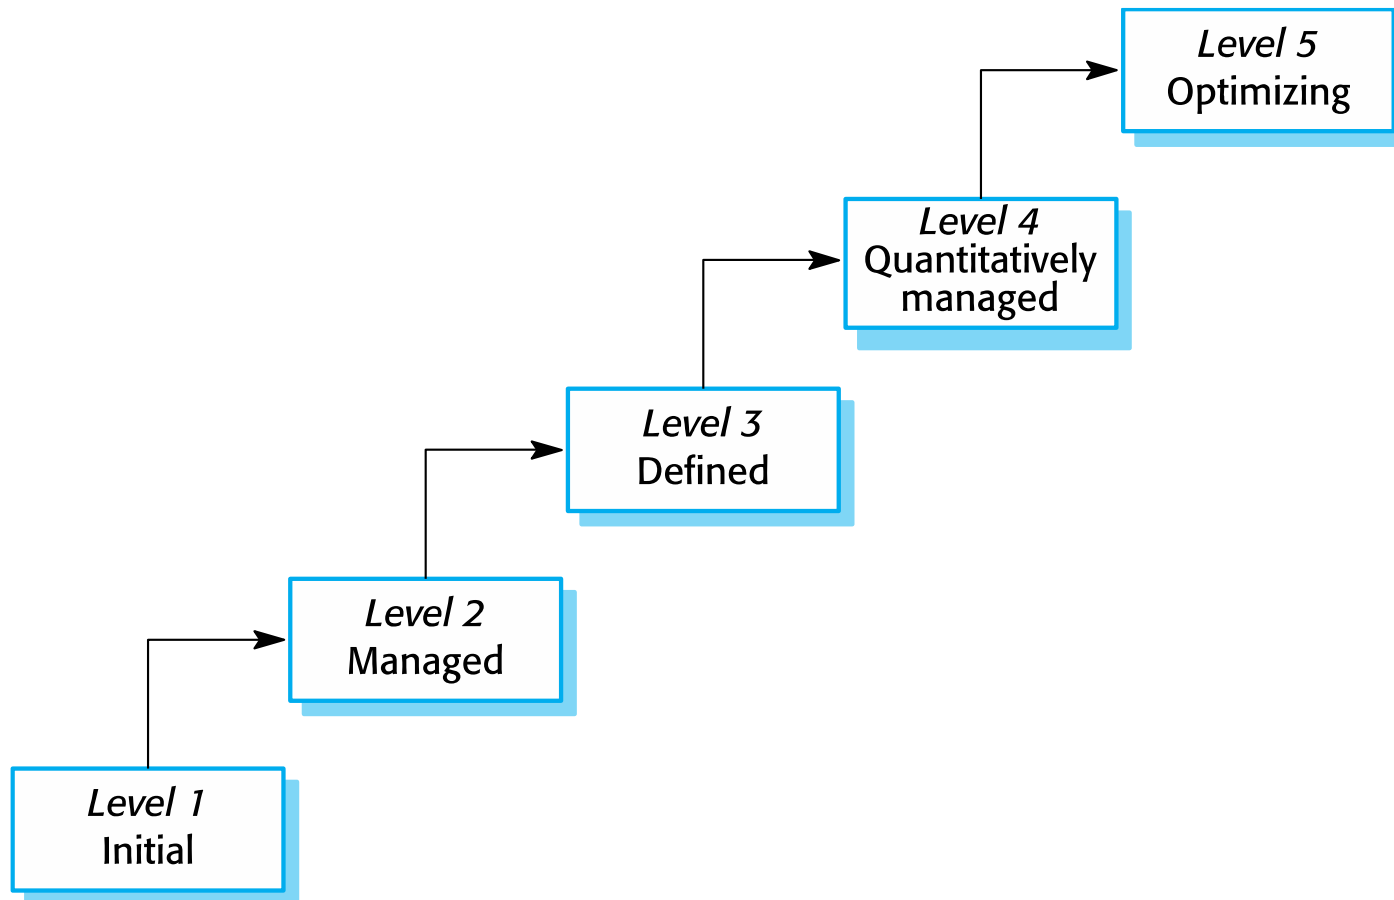 Level 5
Optimizing
Level 4
Quantitatively
managed
Level 3
Defined
Level 2
Managed
Level 1
Initial